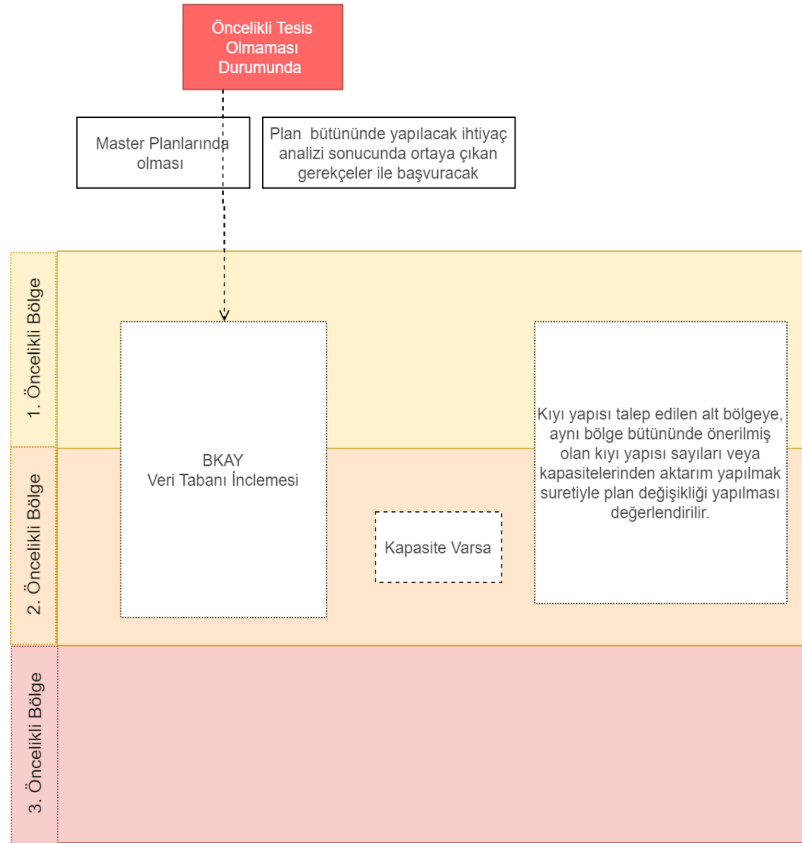 Öncelikli Tesis
Olmaması
Durumunda
Master Planlarında
olması
Plan bütününde yapılacak ihtiyaç
analizi sonucunda ortaya çıkan
gerekçeler ile başvuracak
1. Öncelikli Bölge
BKAY
Veri Tabanı İnclemesi
Kıyı yapısı talep edilen alt bölgeye,
aynı bölge bütününde önerilmiş
olan kıyı yapısı sayıları veya
kapasitelerinden aktarım yapılmak
suretiyle plan değişikliği yapılması
değerlendirilir.
2. Öncelikli Bölge
Kapasite Varsa
3. Öncelikli Bölge